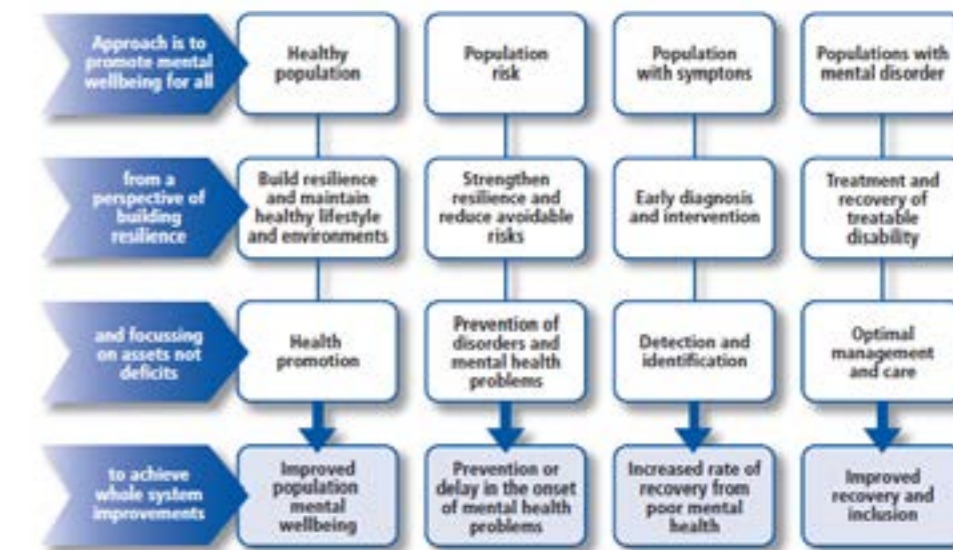 Approach is to
promote mental
wellbeing for all
Healthy
population
Population
risk
Population
with symptons
Populations with
mental disorder
from a
perspective of
building
resilience
Build resilience
and maintain
healthy lifestyle
and environments
Strengthen
resilience and
reduce avoidable
risks
Early diagnosis
and intervention
Treatment and
recovery of
treatable
disability
and focussing
on assets not
deficits
Health
promotion
Prevention of
disorders and
mental health
problems
Detection and
identification
Optimal
management
and care
to achieve
whole system
improvements
Improved
population
mental
wellbeing
Prevention or
delay in the onset
of mental health
problems
Increased rate of
recovery from
poor mental
health
Improved
recovery and
inclusion